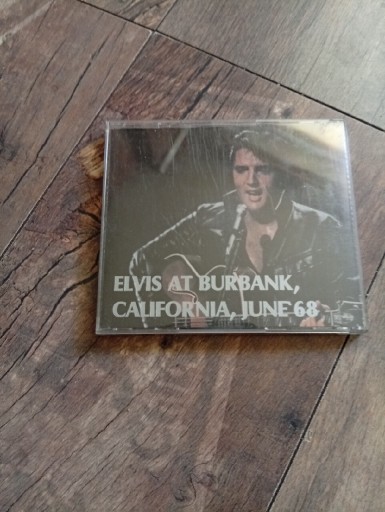 ELVIS AT BURBANK,
CALIFORNIA, JUNE 68